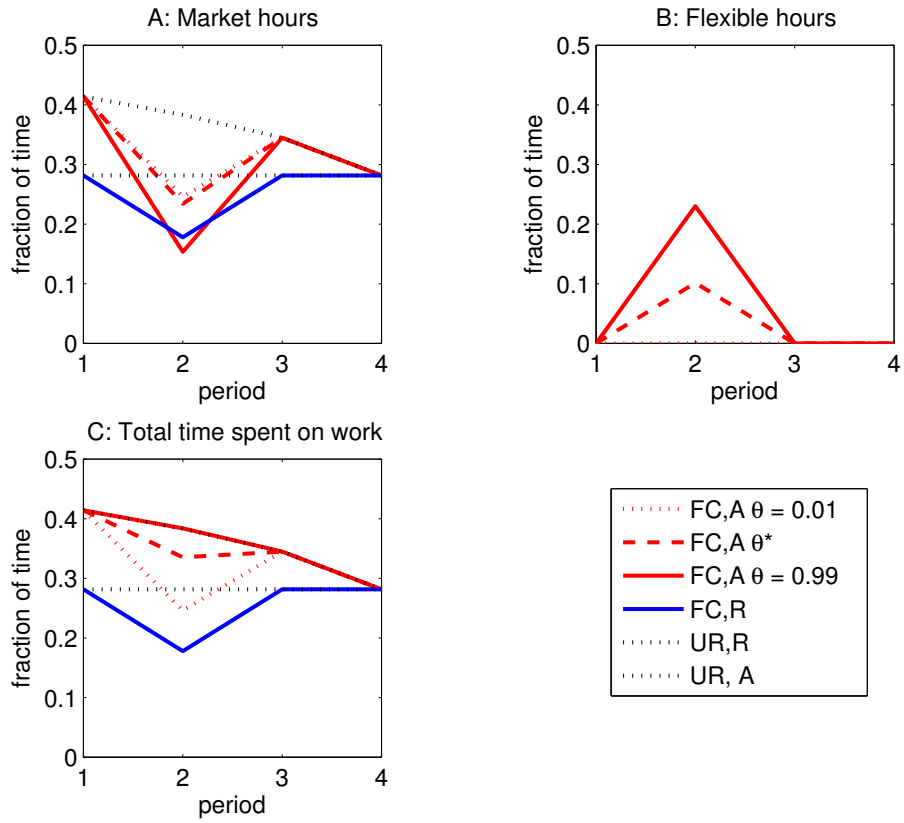 A: Market hours
0.5
0.4
0.3
0.2
0.1
0
fraction of time
1 2 3 4
period
B: Flexible hours
0.5
0.4
0.3
0.2
0.1
0
fraction of time
1 2 3 4
period
C: Total time spent on work
0.5
0.4
0.3
0.2
0.1
0
fraction of time
1 2 3 4
period
FC,A θ = 0.01
FC,A θ*
FC,A θ = 0.99
FC,R
UR,R
UR, A